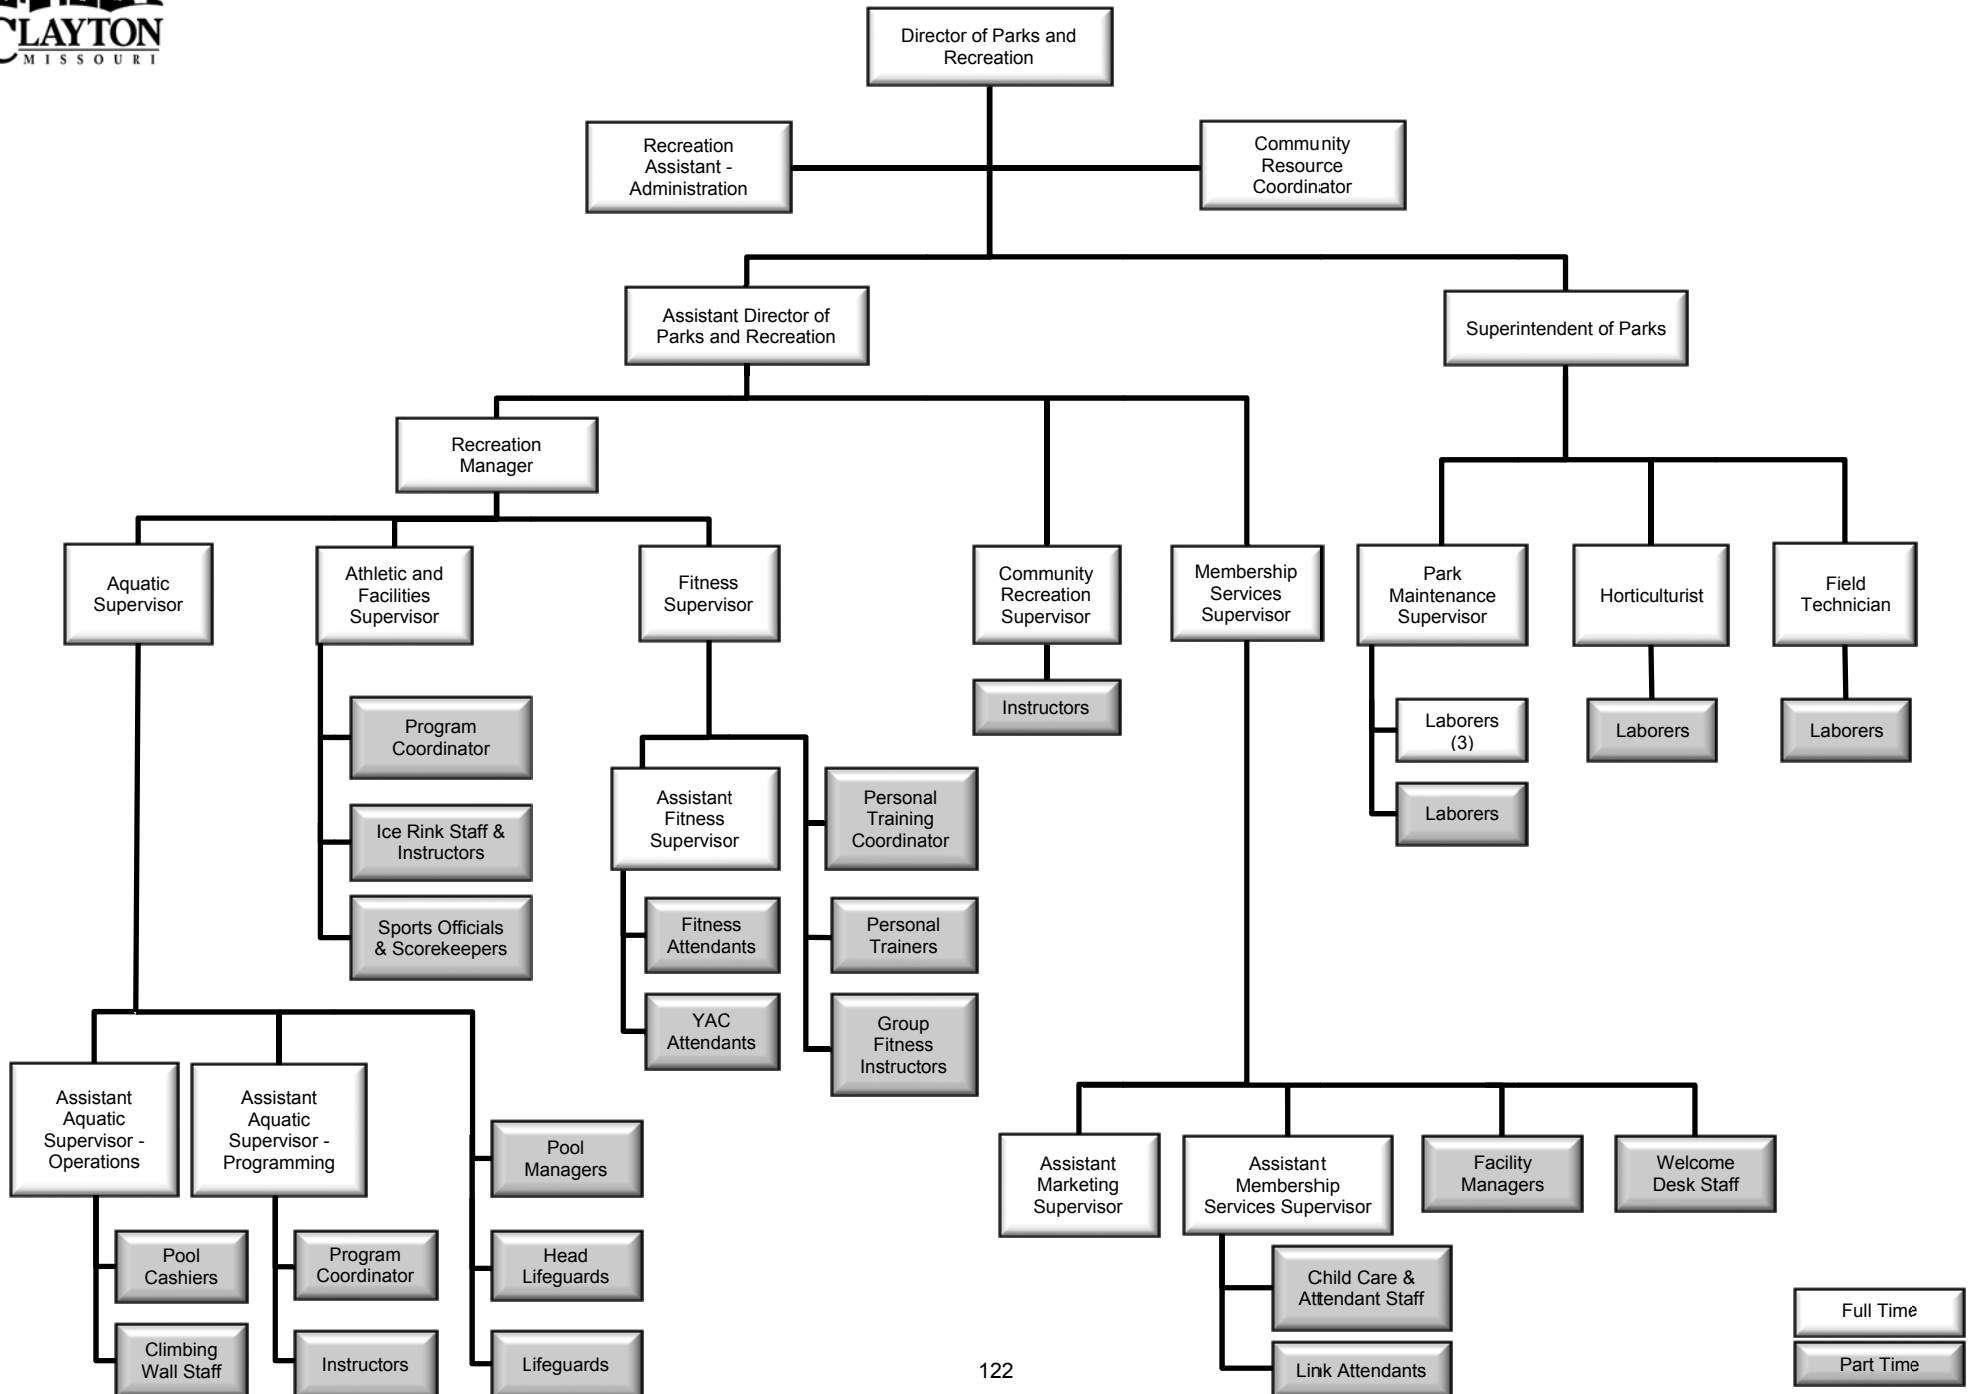 CLAYTON
MISSOURI
Director of Parks and
Recreation
Recreation
Assistant -
Administration
Community
Resource
Coordinator
Assistant Director of
Parks and Recreation
Superintendent of Parks
Recreation
Manager
Aquatic
Supervisor
Athletic and
Facilities
Supervisor
Fitness
Supervisor
Community
Recreation
Supervisor
Membership
Services
Supervisor
Park
Maintenance
Supervisor
Horticulturist
Field
Technician
Program
Coordinator
Ice Rink Staff &
Instructors
Sports Officials
& Scorekeepers
Assistant
Fitness
Supervisor
Fitness
Attendants
YAC
Attendants
Personal
Training
Coordinator
Personal
Trainers
Group
Fitness
Instructors
Instructors
Laborers
(3)
Laborers
Laborers
Laborers
Assistant
Aquatic
Supervisor -
Operations
Assistant
Aquatic
Supervisor -
Programming
Pool
Managers
Pool
Cashiers
Climbing
Wall Staff
Program
Coordinator
Instructors
Head
Lifeguards
Lifeguards
Assistant
Marketing
Supervisor
Assistant
Membership
Services Supervisor
Facility
Managers
Welcome
Desk Staff
Child Care &
Attendant Staff
Link Attendants
Full Time
Part Time
122